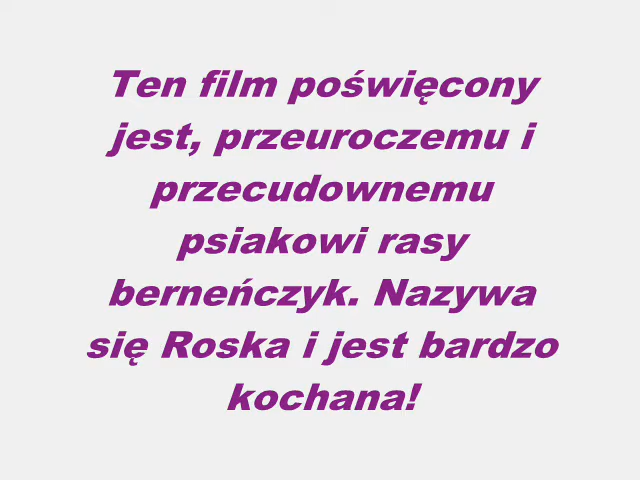 Ten film poświęcony
jest, przeuroczemu i
przecudownemu
psiakowi rasy
berneńczyk. Nazywa
się Roska i jest bardzo
kochana!